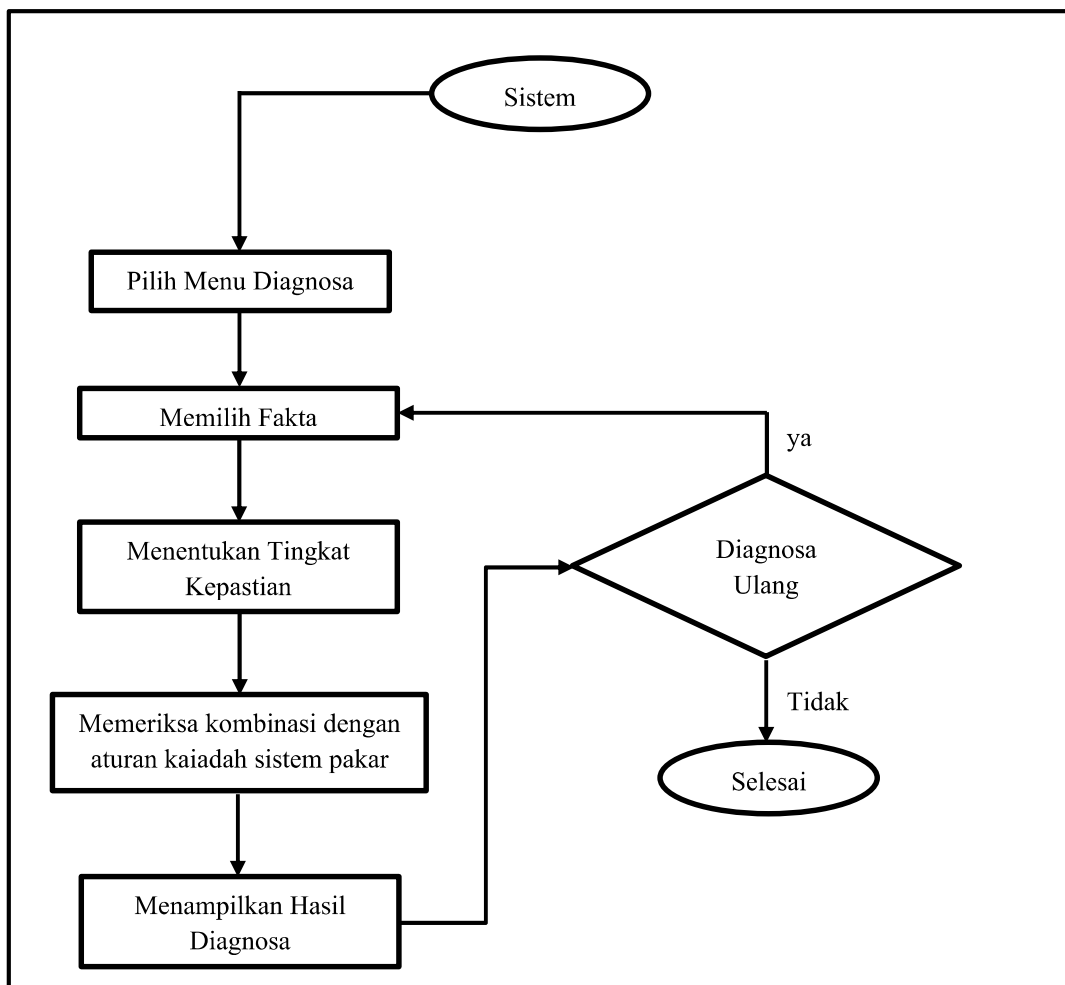 Sistem
Pilih Menu Diagnosa
Memilih Fakta
Menentukan Tingkat
Kepastian
Memeriksa kombinasi dengan
aturan kaiadah sistem pakar
Menampilkan Hasil
Diagnosa
Diagnosa
Ulang
ya
Tidak
Selesai